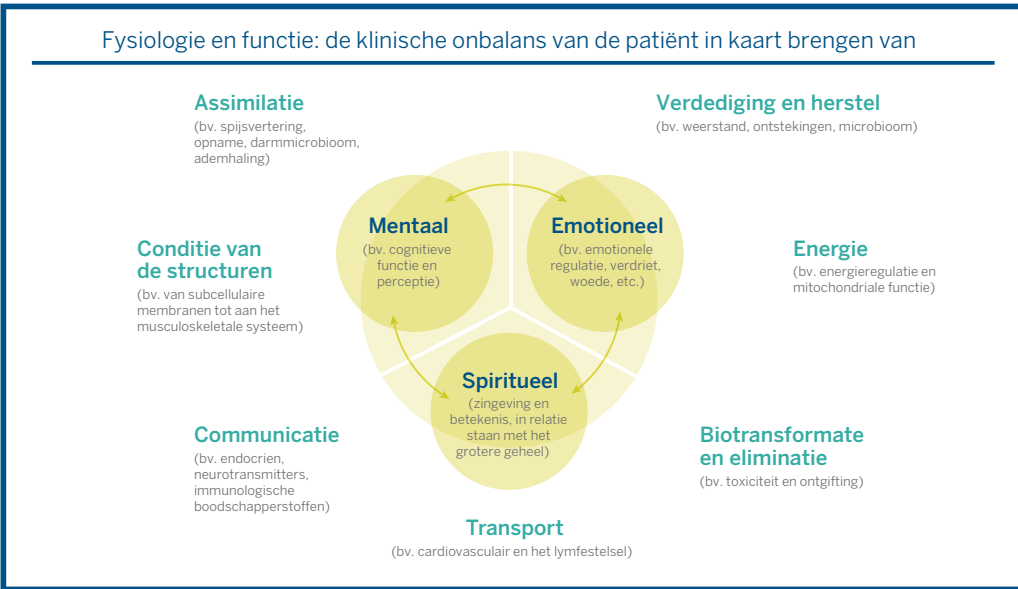 Fysiologie en functie: de klinische onbalans van de patiënt in kaart brengen van
Assimilatie
(bv. spijsvertering,
opname, darmmicrobioom,
ademhaling)
Verdediging en herstel
(bv. weerstand, ontstekingen, microbioom)
Mentaal
(bv. cognitieve
functie en
perceptie)
Emotioneel
(bv. emotionele
regulatie, verdriet,
woede, etc.)
Conditie van
de structuren
(bv. van subcellulaire
membranen tot aan het
musculoskeletale systeem)
Energie
(bv. energieregulatie en
mitochondriale functie)
Spiritueel
(zingeving en
betekenis, in relatie
staan met het
grotere geheel)
Communicatie
(bv. endocrien,
neurotransmitters,
immunologische
boodschapperstoffen)
Biotransformate
en eliminatie
(bv. toxiciteit en ontgifting)
Transport
(bv. cardiovasculair en het lymfestelsel)